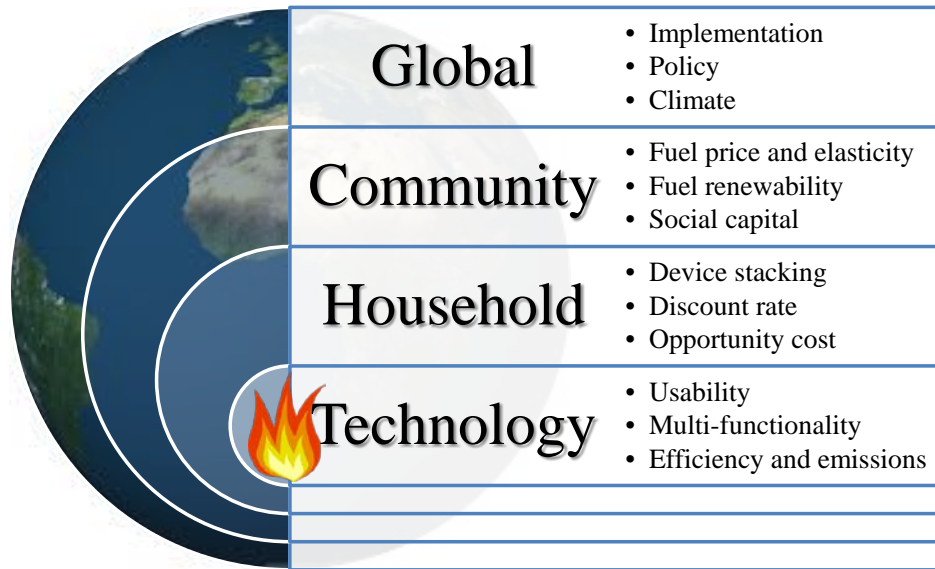 Global
• Implementation
• Policy
• Climate
Community
• Fuel price and elasticity
• Fuel renewability
• Social capital
Household
• Device stacking
• Discount rate
• Opportunity cost
Technology
• Usability
• Multi-functionality
• Efficiency and emissions